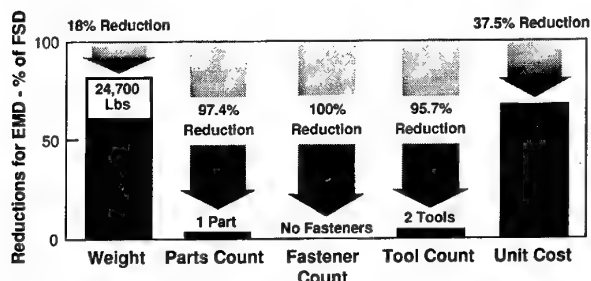 18% Reduction
37.5% Reduction
Reductions for EMD - % of FSD
100
50
0
24,700
Lbs
97.4%
Reduction
100%
Reduction
95.7%
Reduction
1 Part
No Fasteners
2 Tools
Weight
Parts Count
Fastener
Count
Tool Count
Unit Cost